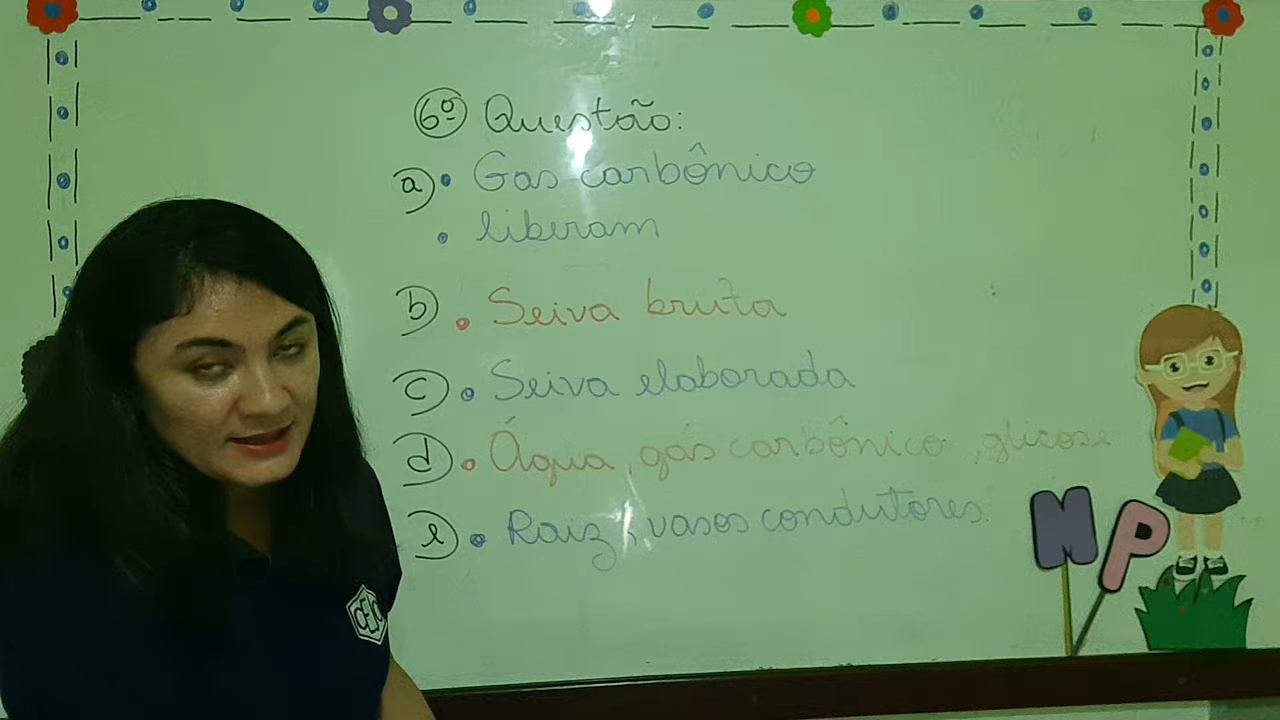 6º Questão:
a) • Gás carbônico
• liberam
b) • Seiva bruta
c) • Seiva elaborada
d) • Água, gás carbônico, glicose
e) • Raiz, vasos condutores.
M P